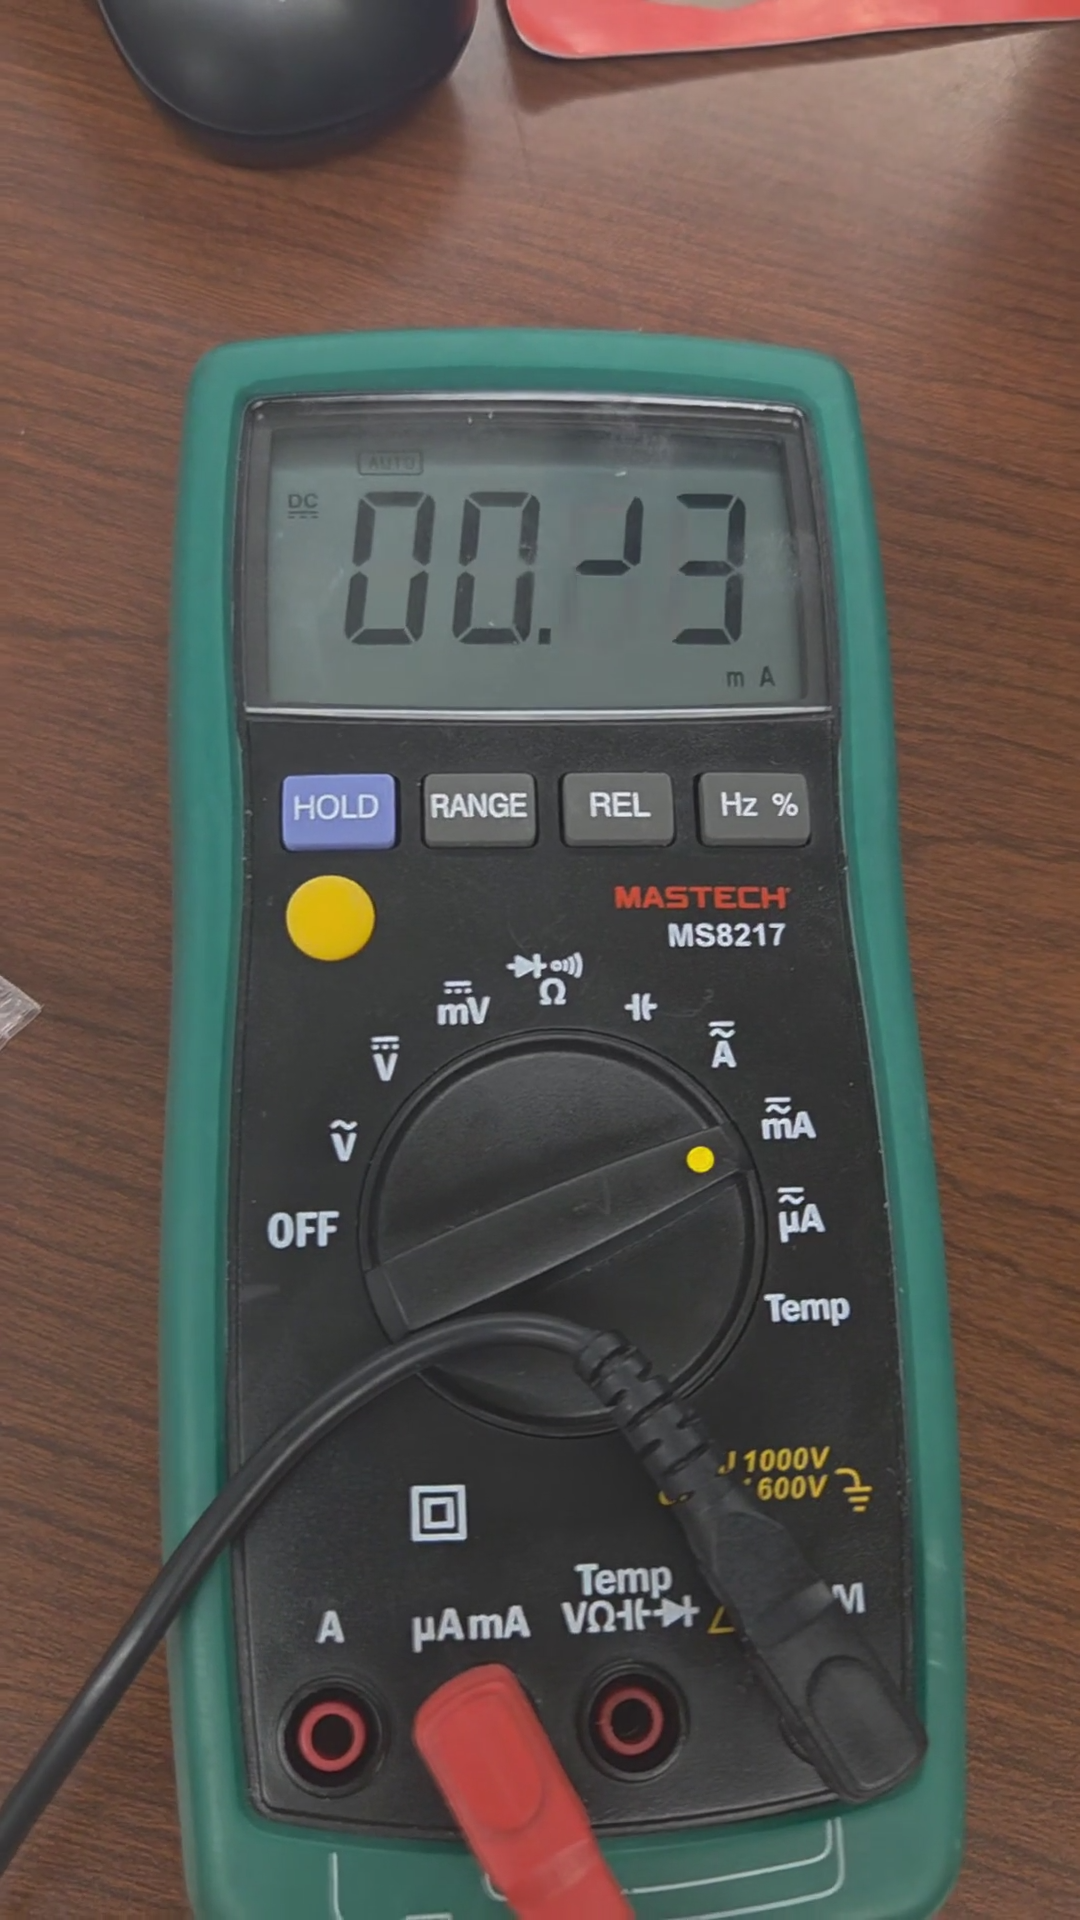 AUTO
DC
00. 3
m A
HOLD RANGE REL Hz %
MASTECH
MS8217
Ω
mV
V
A
V
mA
OFF
µA
Temp
1000V
600V
Temp
A µAmA VΩ